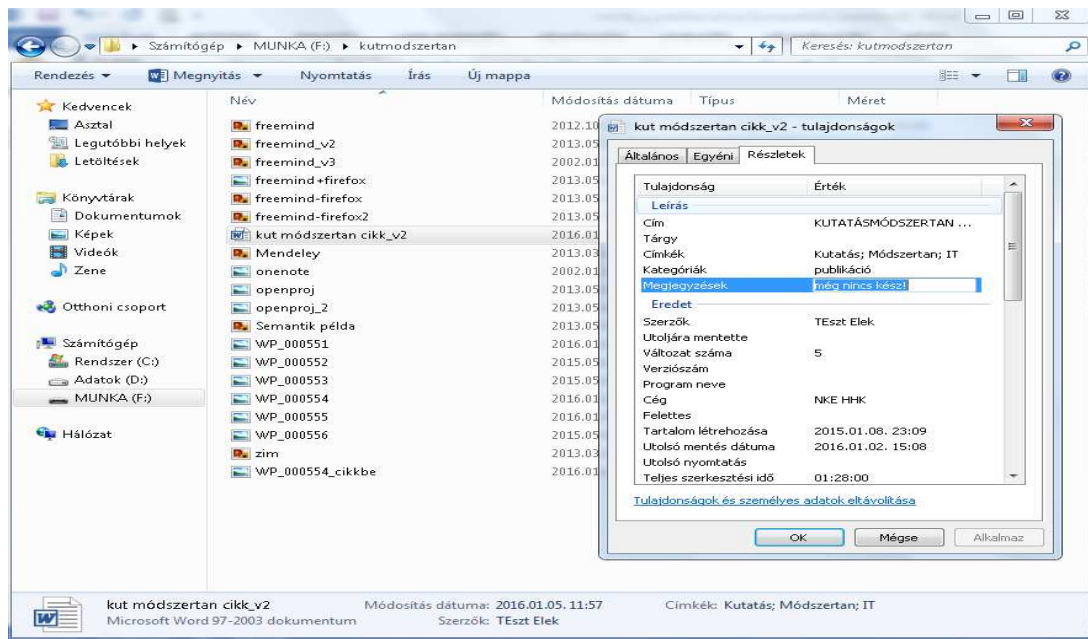 Számítógép ▸ MUNKA (F:) ▸ kutmodszertan
Keresés: kutmodszertan
Rendezés Megnyitás Nyomtatás Írás Új mappa
Kedvencek
Asztal
Legutóbbi helyek
Letöltések
Könyvtárak
Dokumentumok
Képek
Videók
Zene
Otthoni csoport
Számítógép
Rendszer (C:)
Adatok (D:)
MUNKA (F:)
Hálózat
Név Módosítás dátuma Típus Méret
freemind 2012.10
freemind_v2 2013.05
freemind_v3 2002.01
freemind+firefox 2013.05
freemind-firefox 2013.05
freemind-firefox2 2013.05
kut módszertan cikk_v2 2016.01
Mendeley 2013.03
onenote 2002.01
openproj 2013.05
openproj_2 2013.05
Semantik példa 2013.05
WP_000551 2016.01
WP_000552 2015.05
WP_000553 2015.05
WP_000554 2016.01
WP_000555 2016.01
WP_000556 2015.05
zim 2013.03
WP_000554_cikkbe 2016.01
kut módszertan cikk_v2 - tulajdonságok
Általános Egyéni Részletek
Tulajdonság Érték
Leírás
Cím KUTATÁSMÓDSZERTAN ...
Tárgy
Címkék Kutatás; Módszertan; IT
Kategóriák publikáció
Megjegyzések még nincs kész!
Eredet
Szerzők TEszt Elek
Utoljára mentette
Változat száma 5
Verziószám
Program neve
Cég NKE HHK
Felettes
Tartalom létrehozása 2015.01.08. 23:09
Utolsó mentés dátuma 2016.01.02. 15:08
Utolsó nyomtatás
Teljes szerkesztési idő 01:28:00
Tulajdonságok és személyes adatok eltávolítása
OK Mégse Alkalmaz
kut módszertan cikk_v2 Módosítás dátuma: 2016.01.05. 11:57 Címkék: Kutatás; Módszertan; IT
Microsoft Word 97-2003 dokumentum Szerzők: TEszt Elek